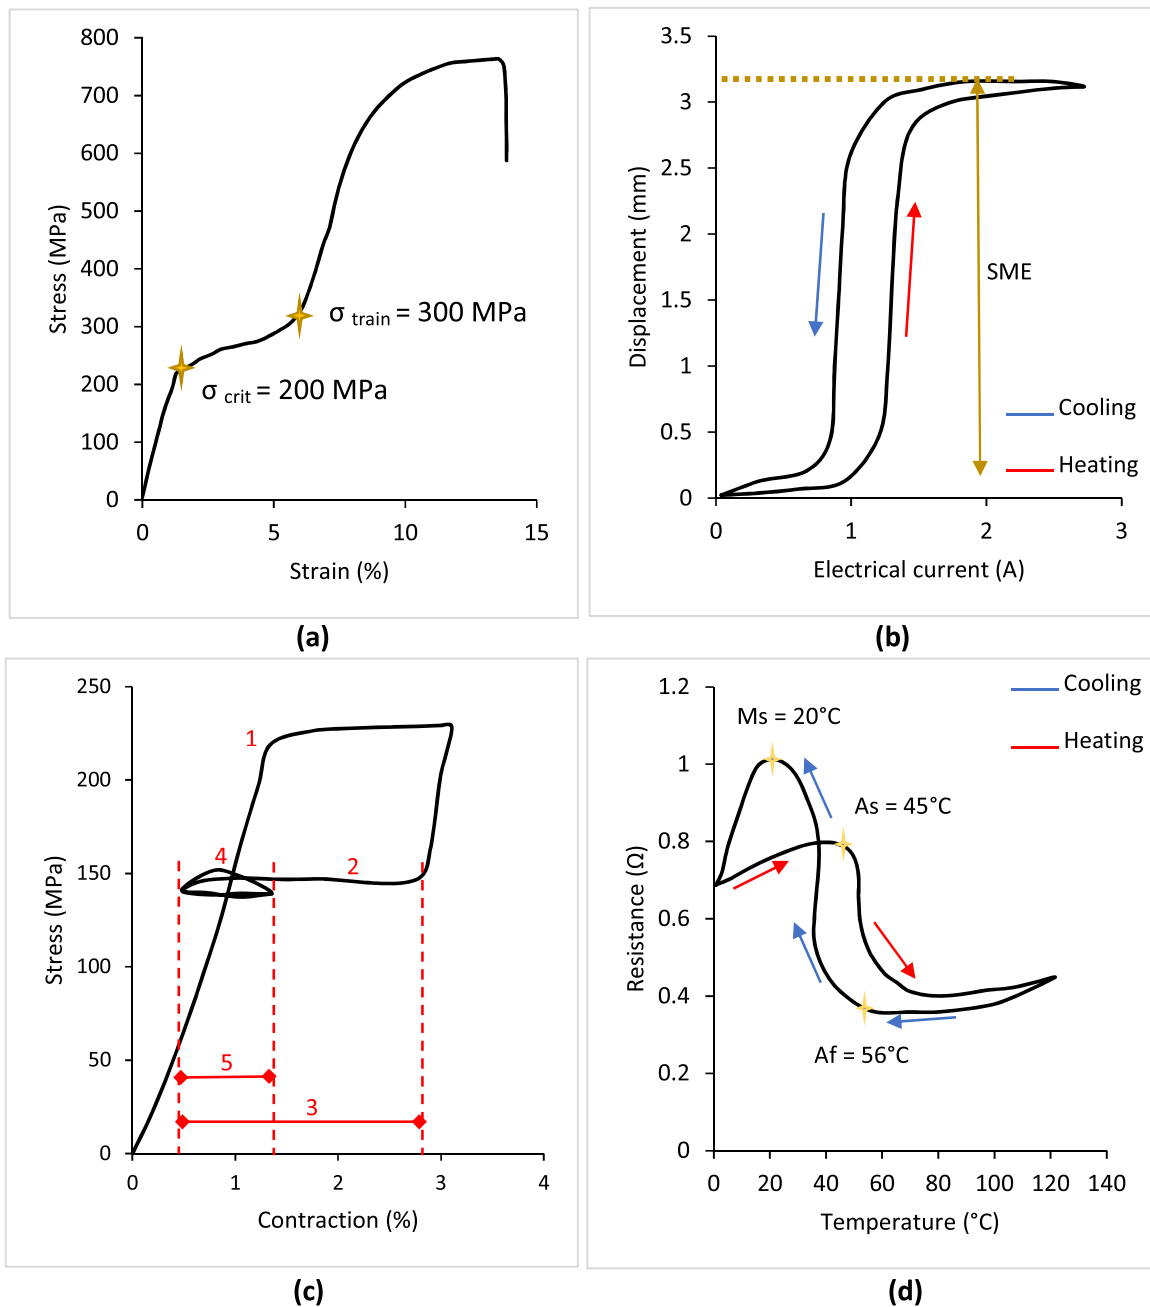 800
700
600
500
400
300
200
100
0
Stress (MPa)
σ train = 300 MPa
σ crit = 200 MPa
0 5 10 15
Strain (%)
(a)
3.5
3
2.5
2
1.5
1
0.5
0
Displacement (mm)
SME
Cooling
Heating
0 1 2 3
Electrical current (A)
(b)
250
200
150
100
50
0
Stress (MPa)
1
4
2
5
3
0 1 2 3 4
Contraction (%)
(c)
1.2
1
0.8
0.6
0.4
0.2
0
Resistance (Ω)
Cooling
Heating
Ms = 20°C
As = 45°C
Af = 56°C
0 20 40 60 80 100 120 140
Temperature (°C)
(d)